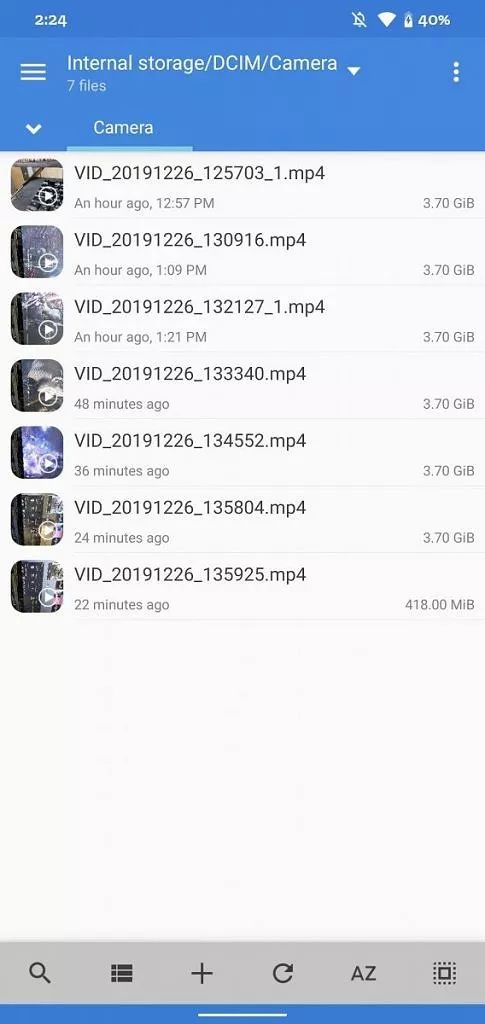 2:24 40%
Internal storage/DCIM/Camera
7 files
Camera
VID_20191226_125703_1.mp4
An hour ago, 12:57 PM 3.70 GiB
VID_20191226_130916.mp4
An hour ago, 1:09 PM 3.70 GiB
VID_20191226_132127_1.mp4
An hour ago, 1:21 PM 3.70 GiB
VID_20191226_133340.mp4
48 minutes ago 3.70 GiB
VID_20191226_134552.mp4
36 minutes ago 3.70 GiB
VID_20191226_135804.mp4
24 minutes ago 3.70 GiB
VID_20191226_135925.mp4
22 minutes ago 418.00 MiB
AZ